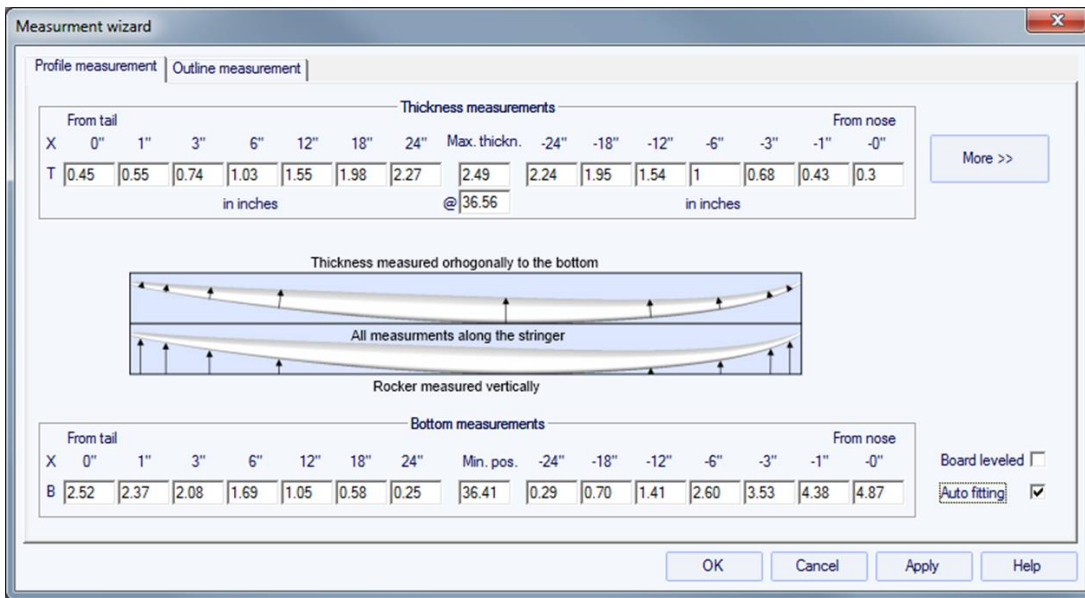 Measurment wizard
Profile measurement Outline measurement
Thickness measurements
From tail From nose
X 0" 1" 3" 6" 12" 18" 24" Max. thickn. -24" -18" -12" -6" -3" -1" -0"
T 0.45 0.55 0.74 1.03 1.55 1.98 2.27 2.49 2.24 1.95 1.54 1 0.68 0.43 0.3
in inches @ 36.56 in inches
More >>
Thickness measured orhogonally to the bottom
All measurments along the stringer
Rocker measured vertically
Bottom measurements
From tail From nose
X 0" 1" 3" 6" 12" 18" 24" Min. pos. -24" -18" -12" -6" -3" -1" -0"
B 2.52 2.37 2.08 1.69 1.05 0.58 0.25 36.41 0.29 0.70 1.41 2.60 3.53 4.38 4.87
Board leveled
Auto fitting
OK Cancel Apply Help